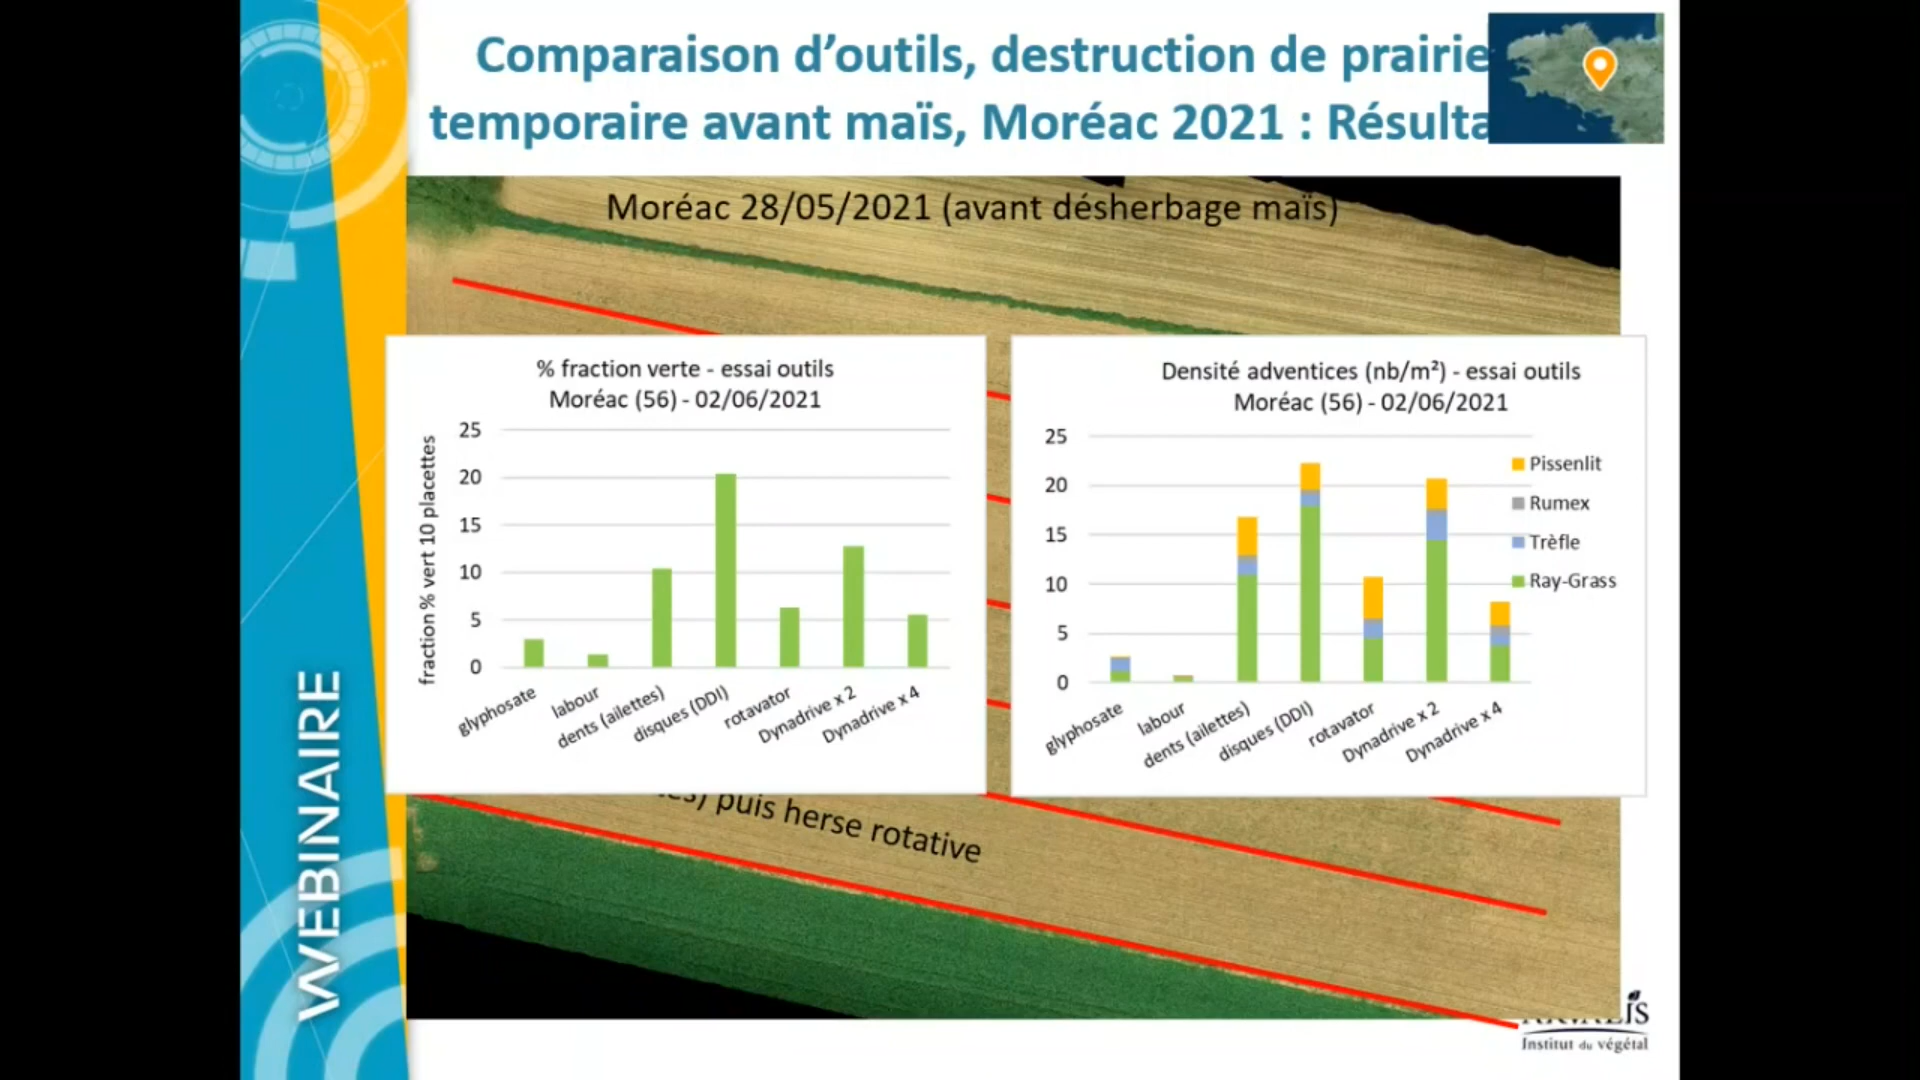 Comparaison d'outils, destruction de prairie
temporaire avant maïs, Moréac 2021 : Résulta
Moréac 28/05/2021 (avant désherbage maïs)
% fraction verte - essai outils
Moréac (56) - 02/06/2021
fraction % vert 10 placettes
25
20
15
10
5
0
glyphosate
labour
dents (ailettes)
disques (DDI)
rotavator
Dynadrive x 2
Dynadrive x 4
Densité adventices (nb/m²) - essai outils
Moréac (56) - 02/06/2021
25
20
15
10
5
0
Pissenlit
Rumex
Trèfle
Ray-Grass
glyphosate
labour
dents (ailettes)
disques (DDI)
rotavator
Dynadrive x 2
Dynadrive x 4
puis herse rotative
WEBINAIRE
Institut du végétal